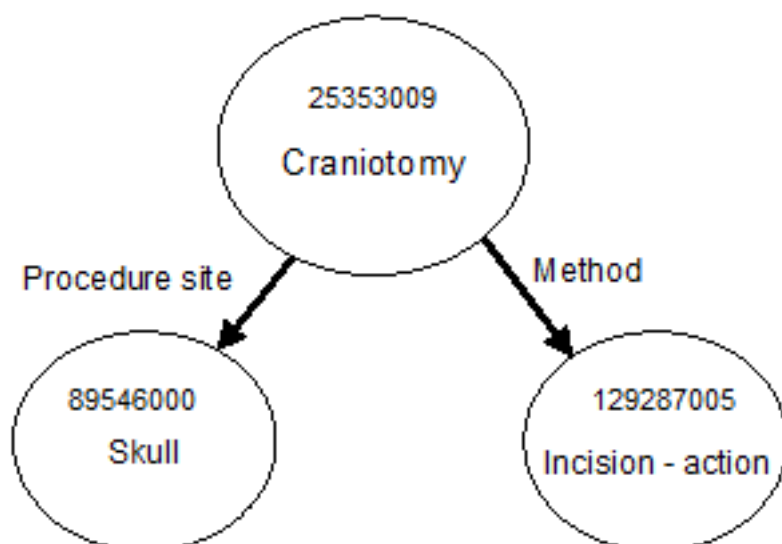 25353009
Craniotomy
Procedure site
Method
89546000
Skull
129287005
Incision - action